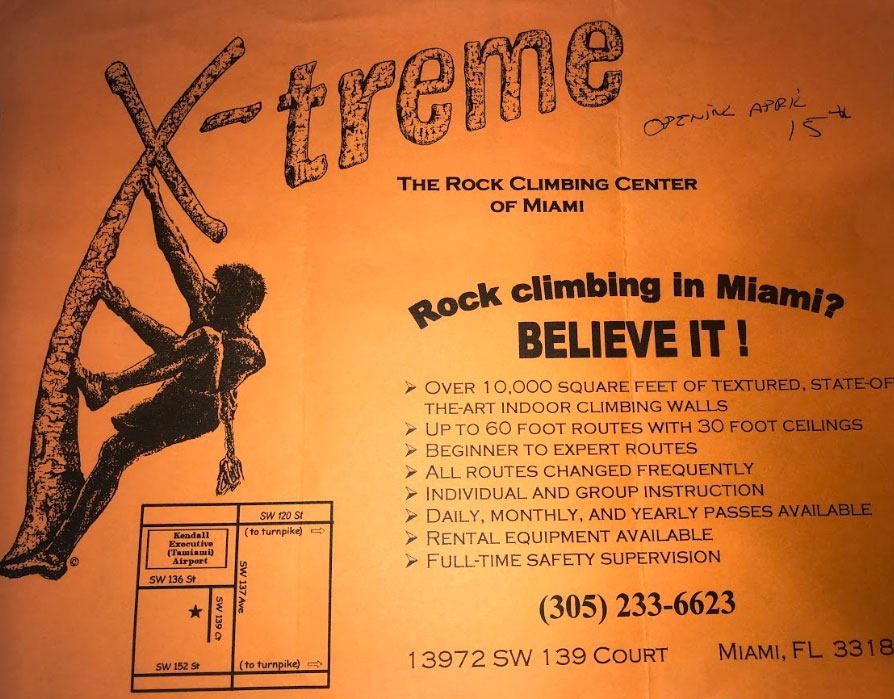 X-treme
OPENING APRIL
15th
THE ROCK CLIMBING CENTER
OF MIAMI
Rock climbing in Miami?
BELIEVE IT !
➢ OVER 10,000 SQUARE FEET OF TEXTURED, STATE-OF
THE-ART INDOOR CLIMBING WALLS
➢ UP TO 60 FOOT ROUTES WITH 30 FOOT CEILINGS
➢ BEGINNER TO EXPERT ROUTES
➢ ALL ROUTES CHANGED FREQUENTLY
➢ INDIVIDUAL AND GROUP INSTRUCTION
➢ DAILY, MONTHLY, AND YEARLY PASSES AVAILABLE
➢ RENTAL EQUIPMENT AVAILABLE
➢ FULL-TIME SAFETY SUPERVISION
(305) 233-6623
13972 SW 139 COURT MIAMI, FL 3318
©
SW 120 St
(to turnpike)
Kendall
Executive
(Tamiami)
Airport
SW 136 St
SW 137 Ave
SW 139 Ct
SW 152 St
(to turnpike)